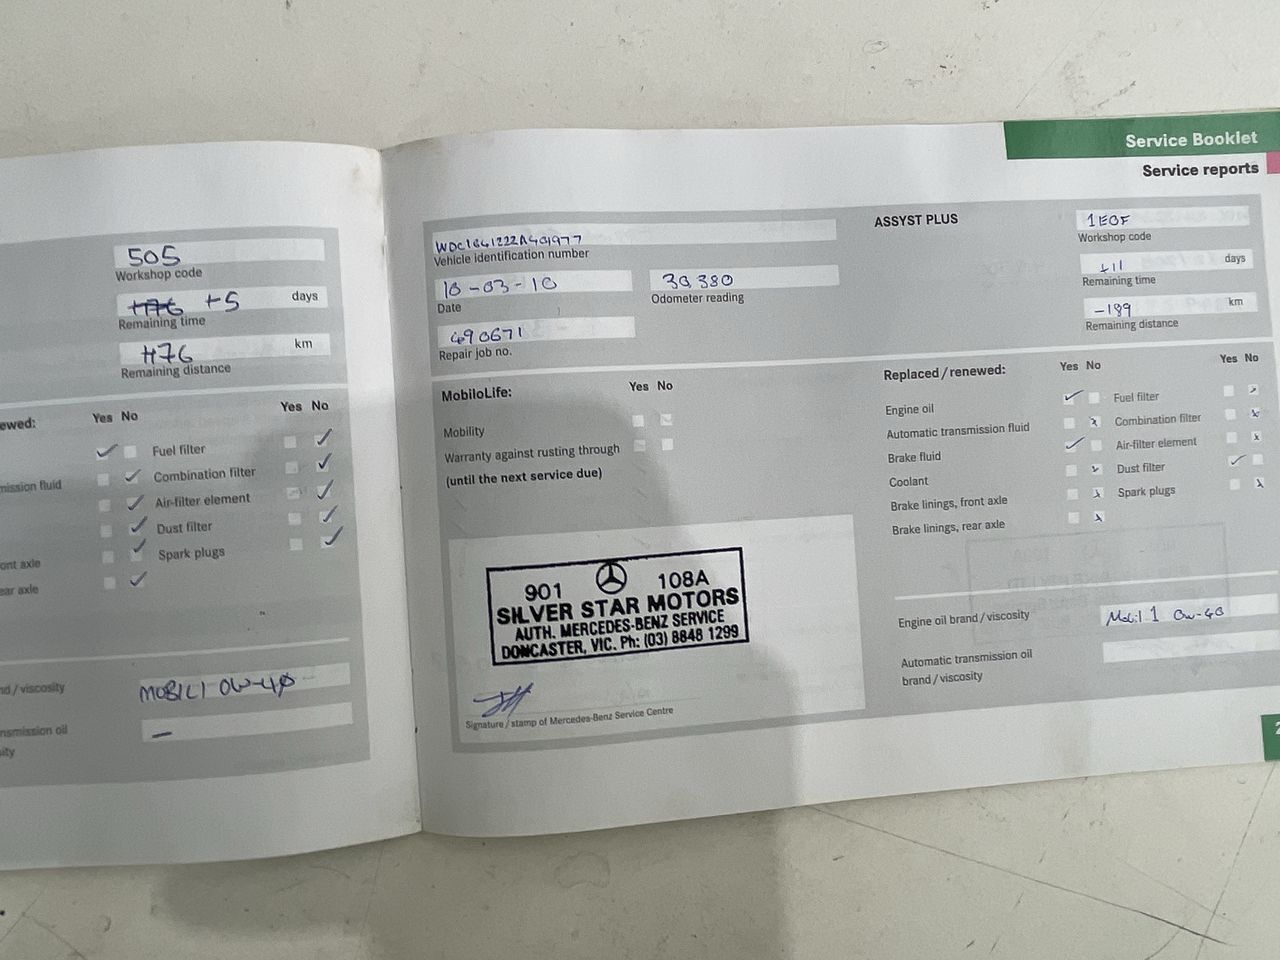 505
Workshop code
+176 +5 days
Remaining time
+176 km
Remaining distance
ewed:
Yes No
Yes No
Fuel filter
mission fluid
Combination filter
Air-filter element
Dust filter
ont axle
Spark plugs
ear axle
nd/viscosity
MOBIL 1 0W-40
nsmission oil
sity
Service Booklet
Service reports
Vehicle identification number
10-03-10
Date
Odometer reading
490671
Repair job no.
ASSYST PLUS
1EOF
Workshop code
+11 days
Remaining time
-189 km
Remaining distance
MobiloLife:
Yes No
Mobility
Warranty against rusting through
(until the next service due)
901 108A
SILVER STAR MOTORS
AUTH. MERCEDES-BENZ SERVICE
DONCASTER, VIC. Ph: (03) 8848 1299
Signature/stamp of Mercedes-Benz Service Centre
Replaced/renewed:
Yes No
Yes No
Engine oil
Automatic transmission fluid
Brake fluid
Coolant
Brake linings, front axle
Brake linings, rear axle
Fuel filter
Combination filter
Air-filter element
Dust filter
Spark plugs
Engine oil brand/viscosity
Mobil 1 0W-40
Automatic transmission oil
brand/viscosity
2